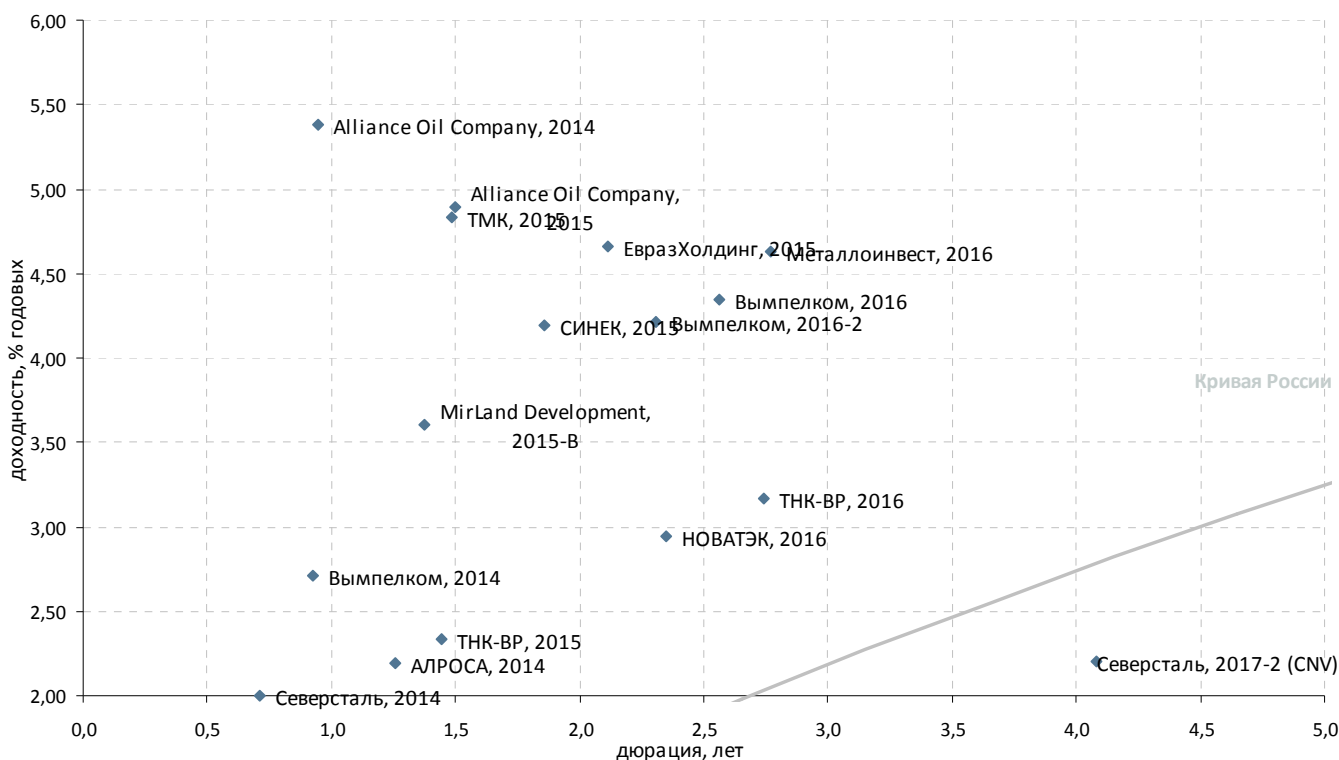 6,00
5,50
Alliance Oil Company, 2014
5,00
Alliance Oil Company,
2015
ТМК, 2015
ЕвразХолдинг, 2015
Металлоинвест, 2016
4,50
Вымпелком, 2016
Вымпелком, 2016-2
СИНЕК, 2015
доходность, % годовых
4,00
Кривая России
MirLand Development,
2015-B
3,50
ТНК-ВР, 2016
3,00
НОВАТЭК, 2016
Вымпелком, 2014
2,50
ТНК-ВР, 2015
АЛРОСА, 2014
Северсталь, 2017-2 (CNV)
Северсталь, 2014
2,00
0,0 0,5 1,0 1,5 2,0 2,5 3,0 3,5 4,0 4,5 5,0
дюрация, лет